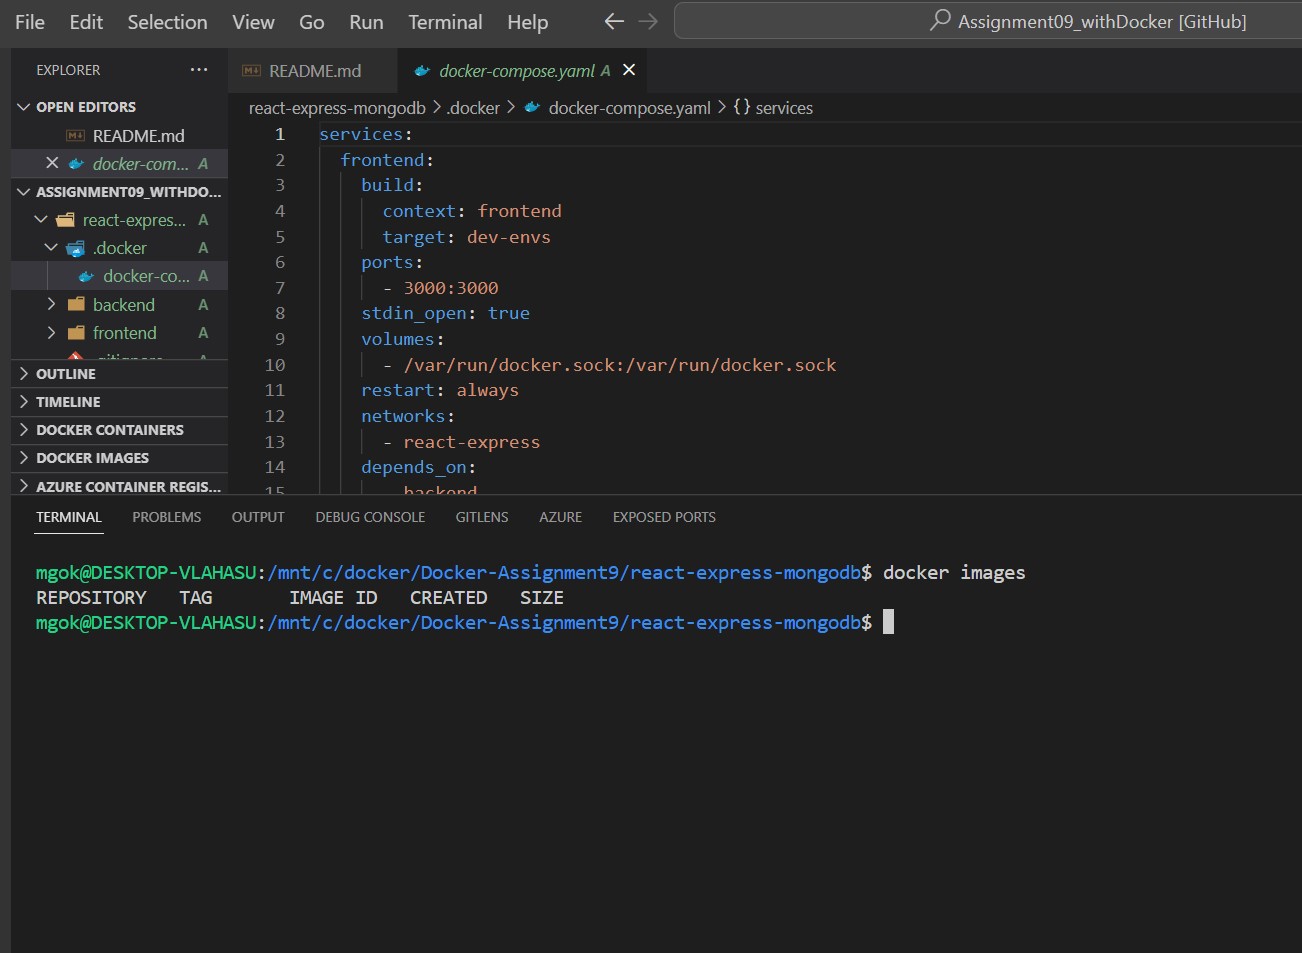 File Edit Selection View Go Run Terminal Help
Assignment09_withDocker [GitHub]
EXPLORER
OPEN EDITORS
README.md
docker-com... A
ASSIGNMENT09_WITHDO...
react-expres... A
.docker A
docker-co... A
backend A
frontend A
.gitignore A
OUTLINE
TIMELINE
DOCKER CONTAINERS
DOCKER IMAGES
AZURE CONTAINER REGIS...
README.md docker-compose.yaml A
react-express-mongodb > .docker > docker-compose.yaml > {} services
1 services:
2 frontend:
3 build:
4 context: frontend
5 target: dev-envs
6 ports:
7 - 3000:3000
8 stdin_open: true
9 volumes:
10 - /var/run/docker.sock:/var/run/docker.sock
11 restart: always
12 networks:
13 - react-express
14 depends_on:
15 backend
TERMINAL PROBLEMS OUTPUT DEBUG CONSOLE GITLENS AZURE EXPOSED PORTS
mgok@DESKTOP-VLAHASU:/mnt/c/docker/Docker-Assignment9/react-express-mongodb$ docker images
REPOSITORY TAG IMAGE ID CREATED SIZE
mgok@DESKTOP-VLAHASU:/mnt/c/docker/Docker-Assignment9/react-express-mongodb$